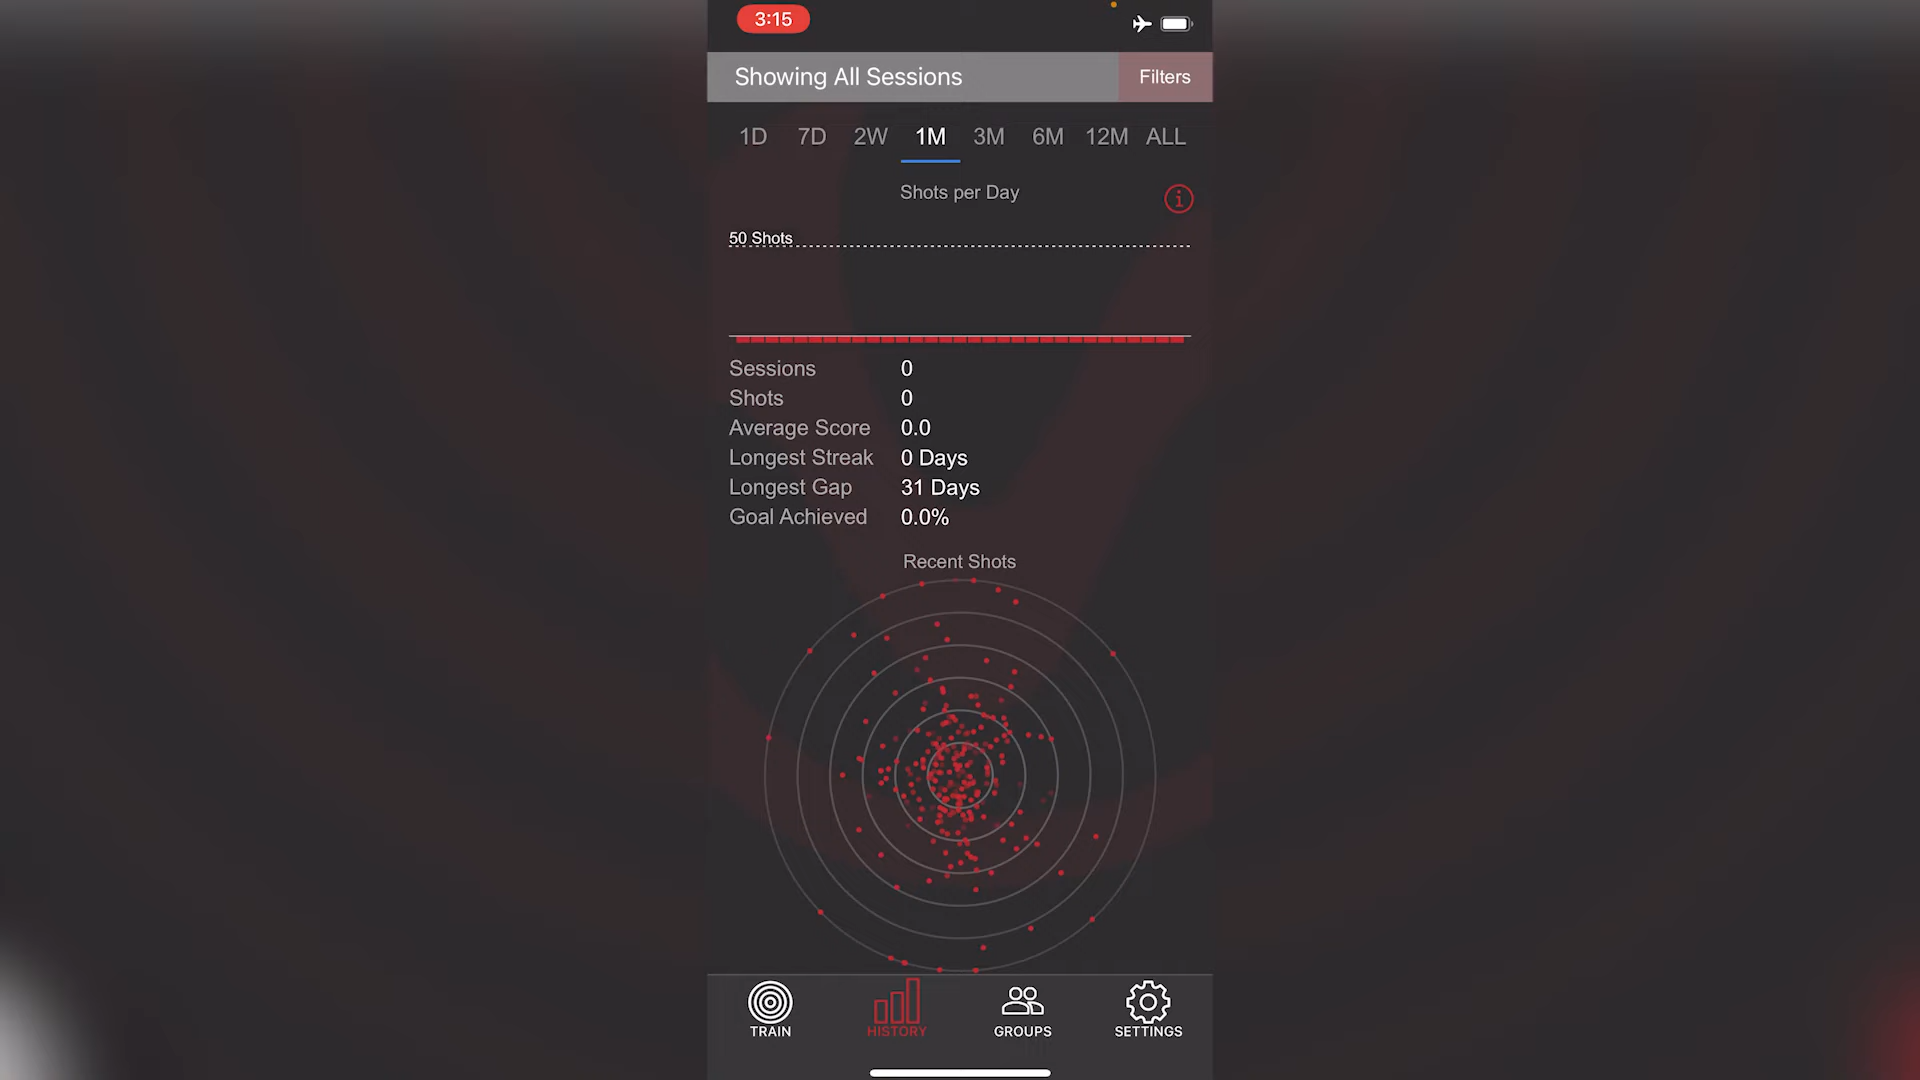 3:15
Showing All Sessions
Filters
1D 7D 2W 1M 3M 6M 12M ALL
Shots per Day
50 Shots
Sessions 0
Shots 0
Average Score 0.0
Longest Streak 0 Days
Longest Gap 31 Days
Goal Achieved 0.0%
Recent Shots
TRAIN HISTORY GROUPS SETTINGS